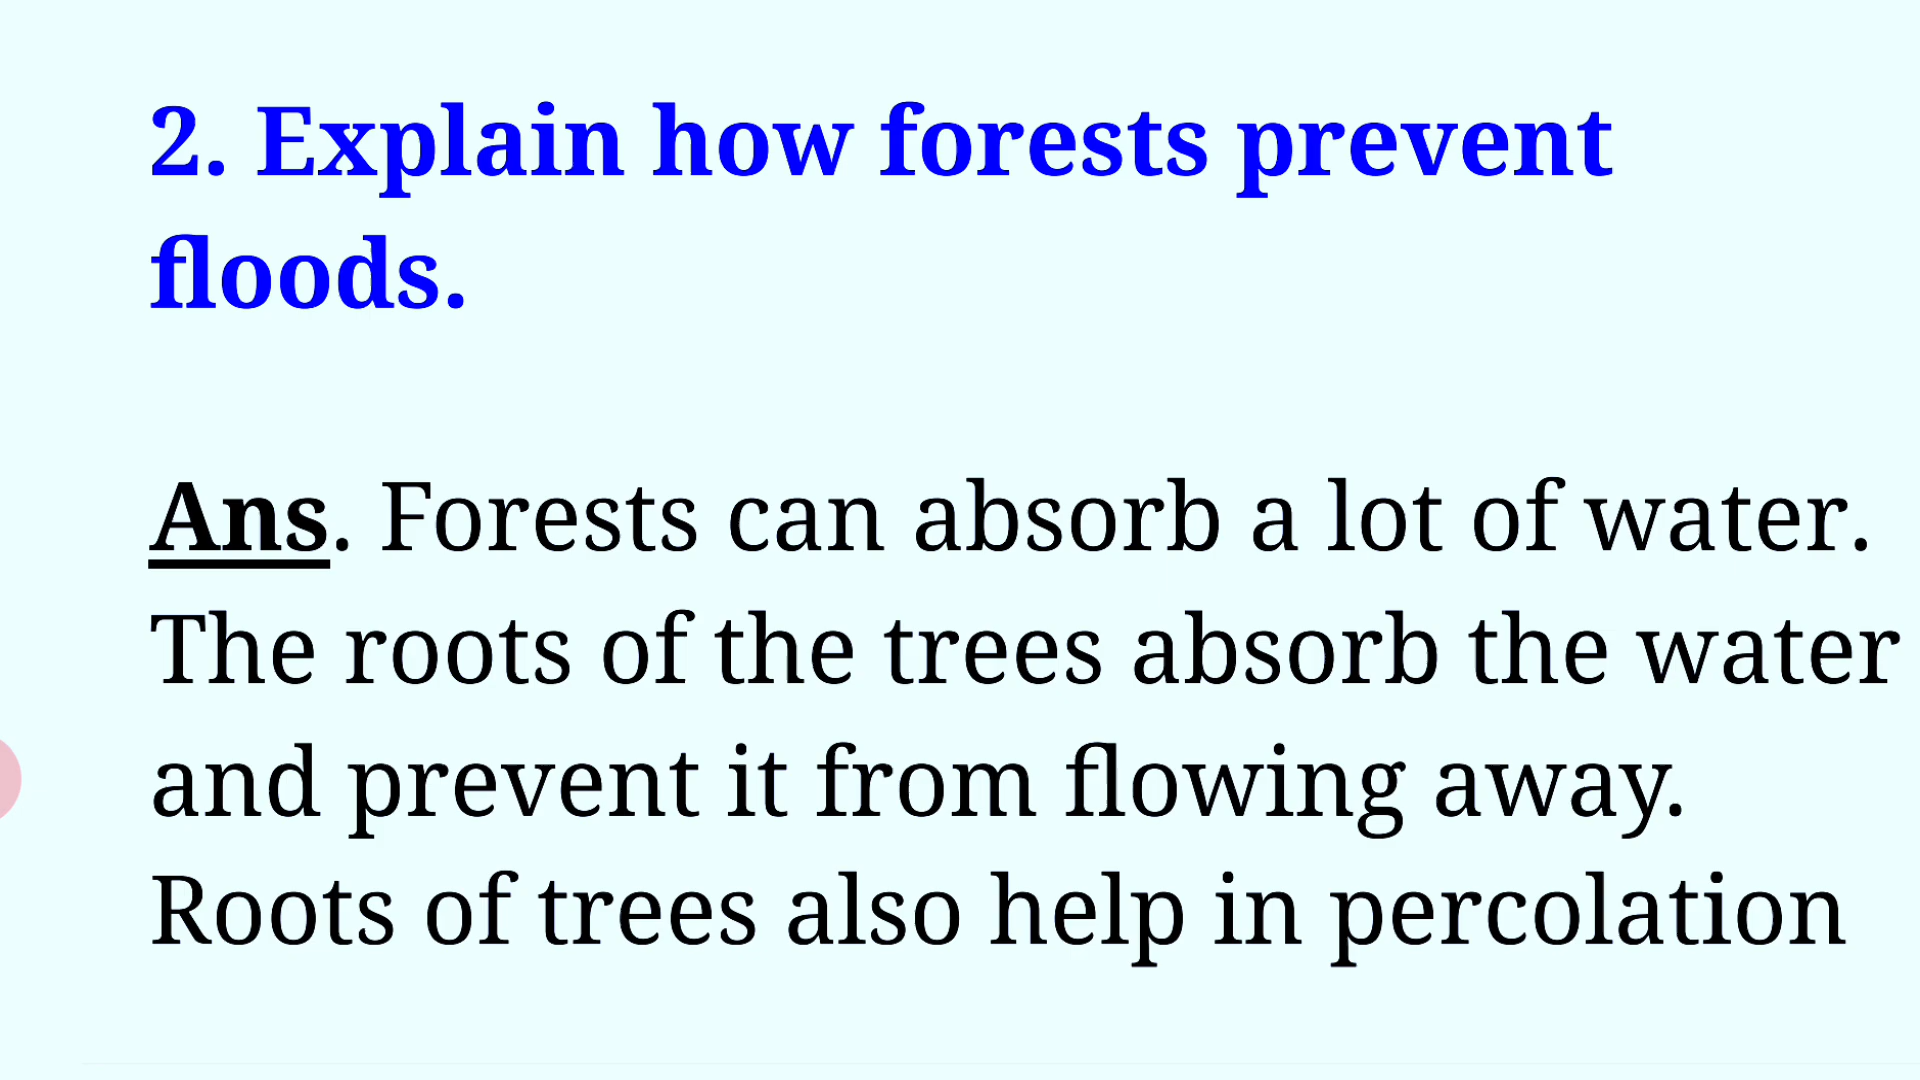 2. Explain how forests prevent
floods.
Ans. Forests can absorb a lot of water.
The roots of the trees absorb the water
and prevent it from flowing away.
Roots of trees also help in percolation